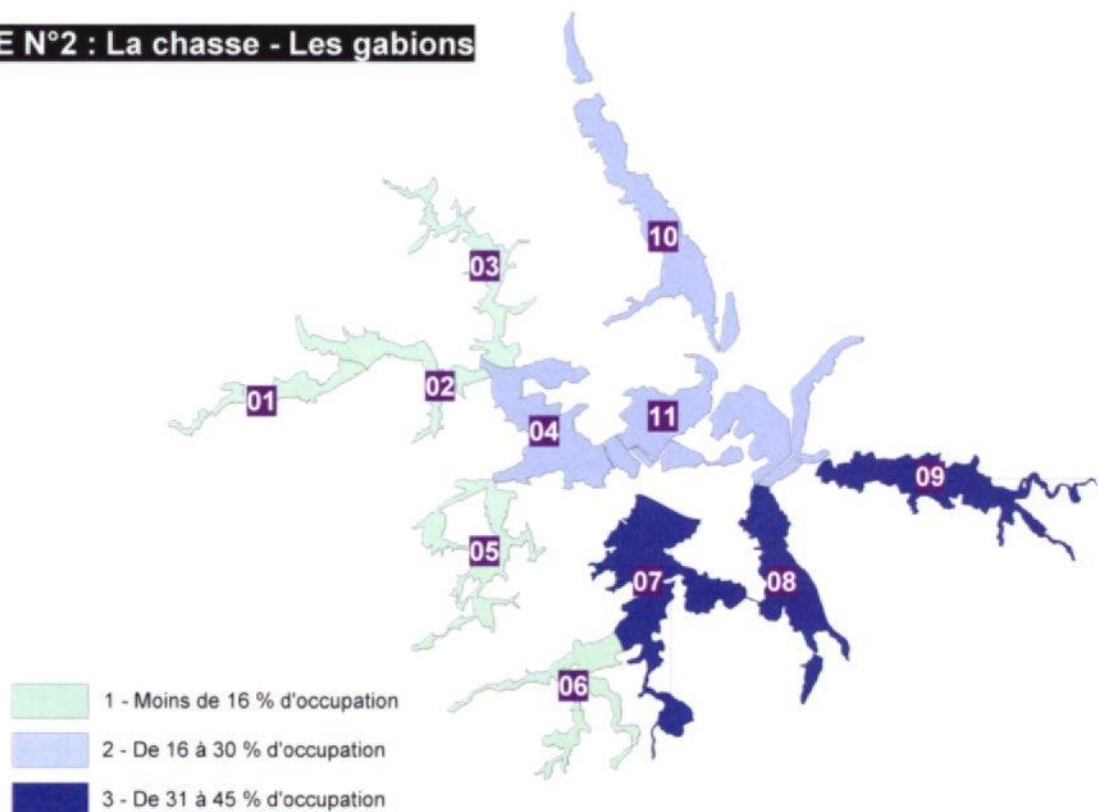 E N°2 : La chasse - Les gabions
10
03
02
01
11
04
09
05
07
08
06
1 - Moins de 16 % d'occupation
2 - De 16 à 30 % d'occupation
3 - De 31 à 45 % d'occupation